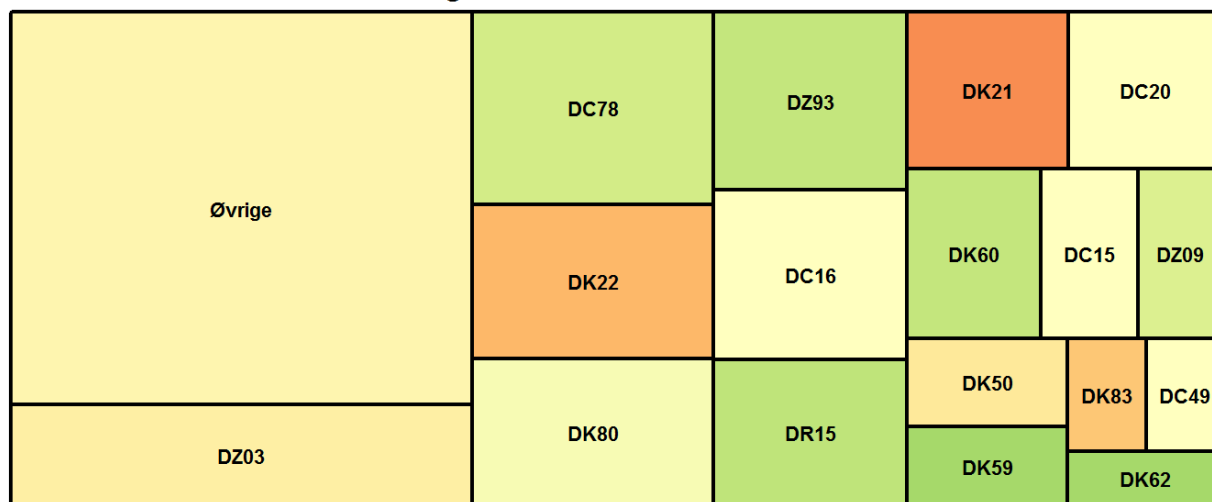 Øvrige
DZ03
DC78
DK22
DK80
DZ93
DC16
DR15
DK21
DC20
DK60
DC15
DZ09
DK50
DK83
DC49
DK59
DK62